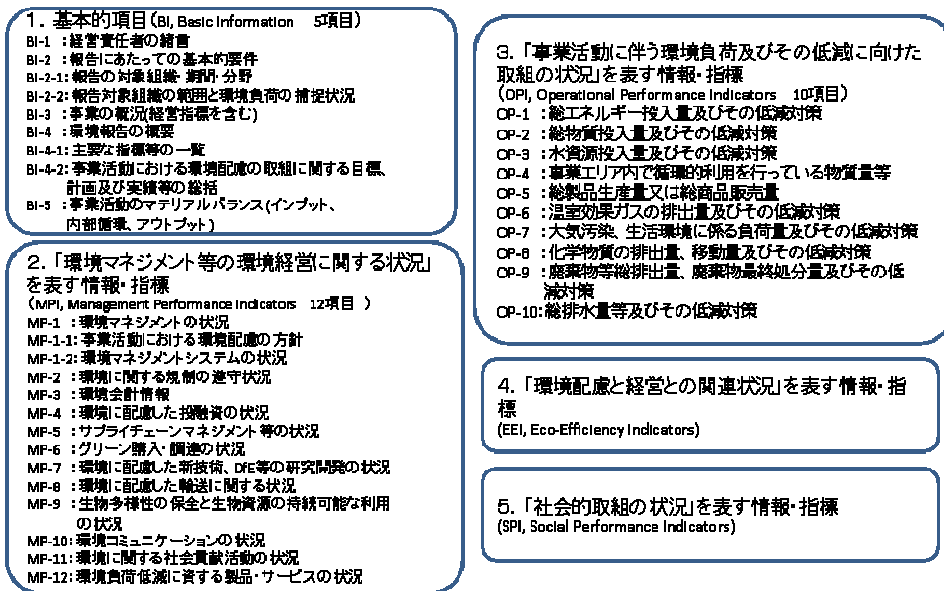 1. 基本的項目(BI, Basic Information 5項目)
BI-1 :経営責任者の緒言
BI-2 :報告にあたっての基本的要件
BI-2-1:報告の対象組織・期間・分野
BI-2-2:報告対象組織の範囲と環境負荷の捕捉状況
BI-3 :事業の概況(経営指標を含む)
BI-4 :環境報告の概要
BI-4-1:主要な指標等の一覧
BI-4-2:事業活動における環境配慮の取組に関する目標、
計画及び実績等の総括
BI-5 :事業活動のマテリアルバランス(インプット、
内部循環、アウトプット)
2. 「環境マネジメント等の環境経営に関する状況」
を表す情報・指標
(MPI, Management Performance Indicators 12項目 )
MP-1 :環境マネジメントの状況
MP-1-1:事業活動における環境配慮の方針
MP-1-2:環境マネジメントシステムの状況
MP-2 :環境に関する規制の遵守状況
MP-3 :環境会計情報
MP-4 :環境に配慮した投融資の状況
MP-5 :サプライチェーンマネジメント等の状況
MP-6 :グリーン購入・調達の状況
MP-7 :環境に配慮した新技術、DfE等の研究開発の状況
MP-8 :環境に配慮した輸送に関する状況
MP-9 :生物多様性の保全と生物資源の持続可能な利用
の状況
MP-10:環境コミュニケーションの状況
MP-11:環境に関する社会貢献活動の状況
MP-12:環境負荷低減に資する製品・サービスの状況
3. 「事業活動に伴う環境負荷及びその低減に向けた
取組の状況」を表す情報・指標
(OPI, Operational Performance Indicators 10項目)
OP-1 :総エネルギー投入量及びその低減対策
OP-2 :総物質投入量及びその低減対策
OP-3 :水資源投入量及びその低減対策
OP-4 :事業エリア内で循環的利用を行っている物質量等
OP-5 :総製品生産量又は総商品販売量
OP-6 :温室効果ガスの排出量及びその低減対策
OP-7 :大気汚染、生活環境に係る負荷量及びその低減対策
OP-8 :化学物質の排出量、移動量及びその低減対策
OP-9 :廃棄物等総排出量、廃棄物最終処分量及びその低
減対策
OP-10:総排水量等及びその低減対策
4. 「環境配慮と経営との関連状況」を表す情報・指
標
(EEI, Eco-Efficiency Indicators)
5. 「社会的取組の状況」を表す情報・指標
(SPI, Social Performance Indicators)